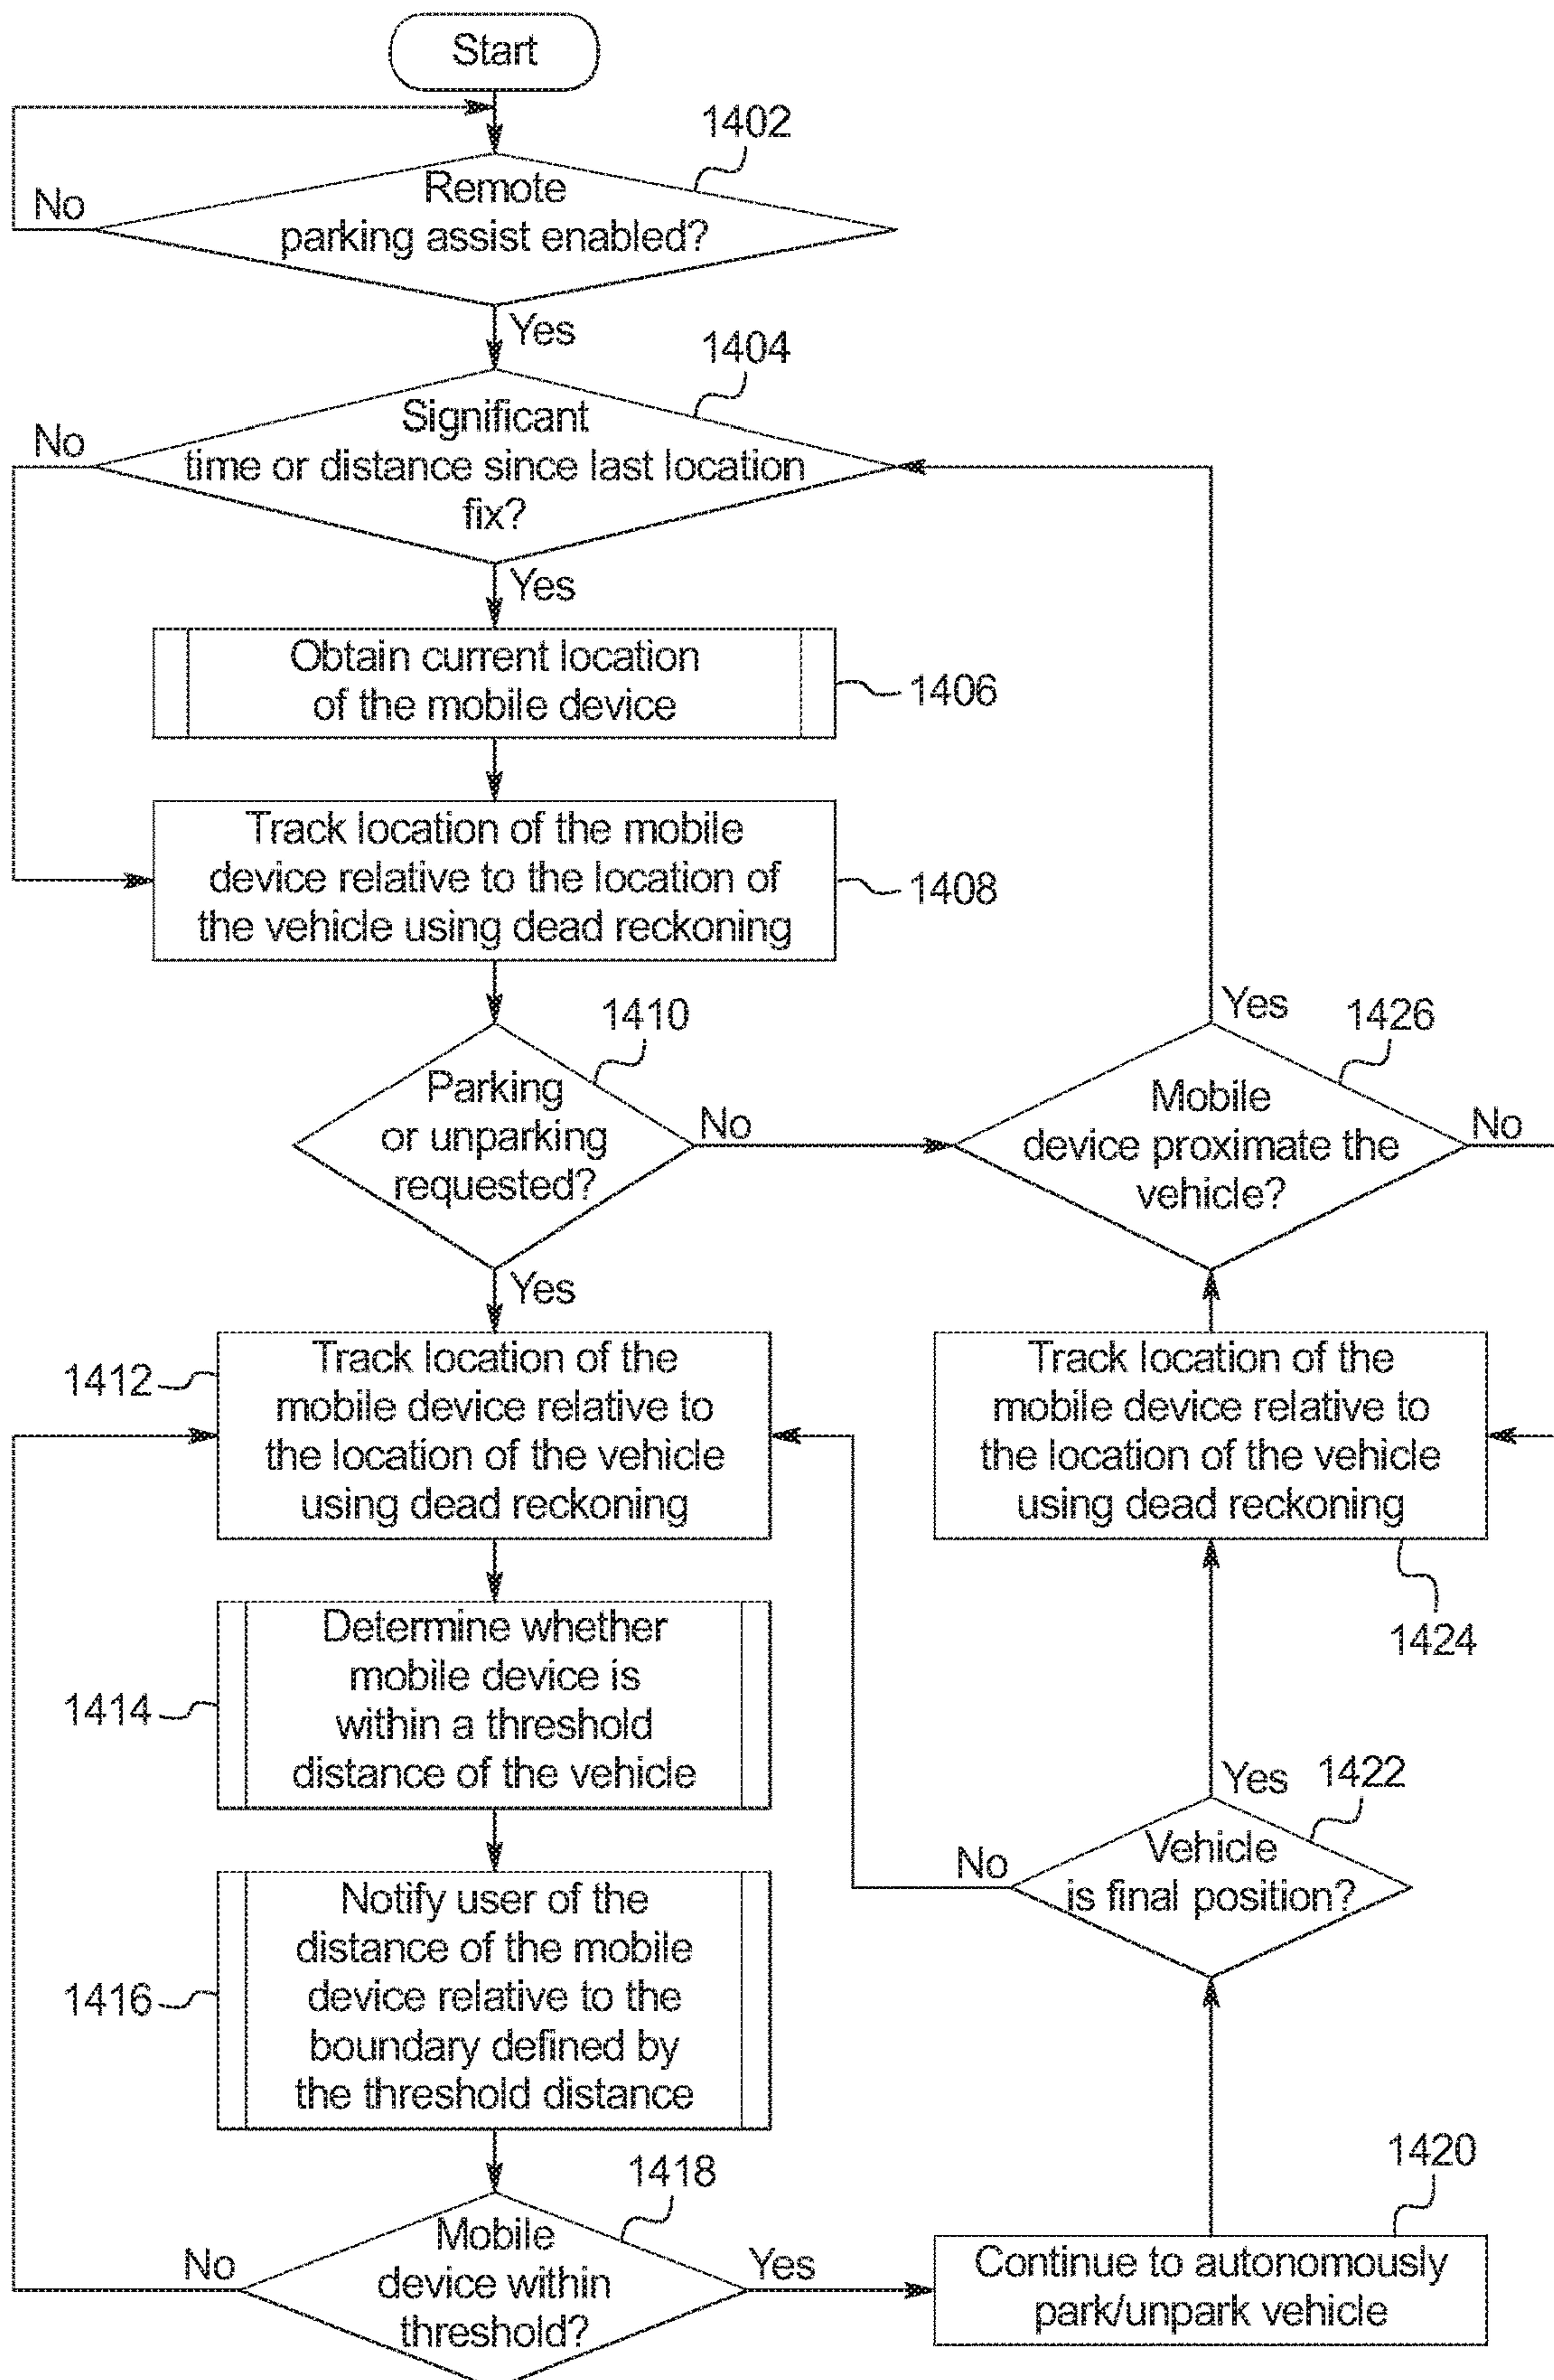 Start
1402
No
Remote
parking assist enabled?
Yes
1404
No
Significant
time or distance since last location
fix?
Yes
Obtain current location
of the mobile device
1406
Track location of the mobile
device relative to the location of
the vehicle using dead reckoning
1408
1410
Parking
or unparking
requested?
No
Yes
1426
Mobile
device proximate the
vehicle?
No
Yes
1412
Track location of the
mobile device relative to
the location of the vehicle
using dead reckoning
Track location of the
mobile device relative to
the location of the vehicle
using dead reckoning
1424
1414
Determine whether
mobile device is
within a threshold
distance of the vehicle
Yes
1422
No
Vehicle
is final position?
1416
Notify user of the
distance of the mobile
device relative to the
boundary defined by
the threshold distance
1418
No
Mobile
device within
threshold?
Yes
1420
Continue to autonomously
park/unpark vehicle